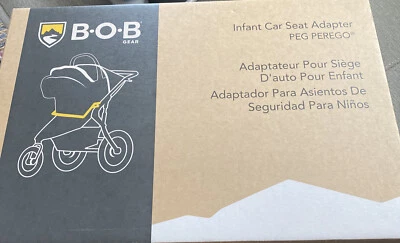 B·O·B
GEAR
Infant Car Seat Adapter
PEG PEREGO®
Adaptateur Pour Siège
D'auto Pour Enfant
Adaptador Para Asientos De
Seguridad Para Niños